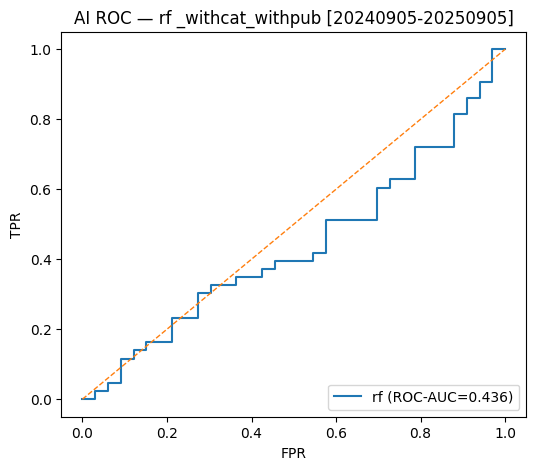 AI ROC — rf _withcat_withpub [20240905-20250905]
TPR
1.0
0.8
0.6
0.4
0.2
0.0
rf (ROC-AUC=0.436)
0.0 0.2 0.4 0.6 0.8 1.0
FPR